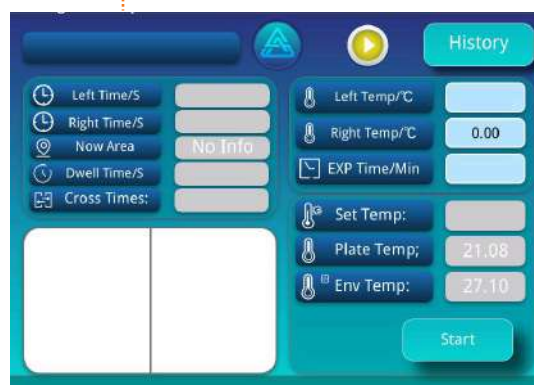 History
Left Time/S
Right Time/S
Now Area No Info
Dwell Time/S
Cross Times:
Left Temp/℃
Right Temp/℃ 0.00
EXP Time/Min
Set Temp:
Plate Temp; 21.08
Env Temp: 27.10
Start